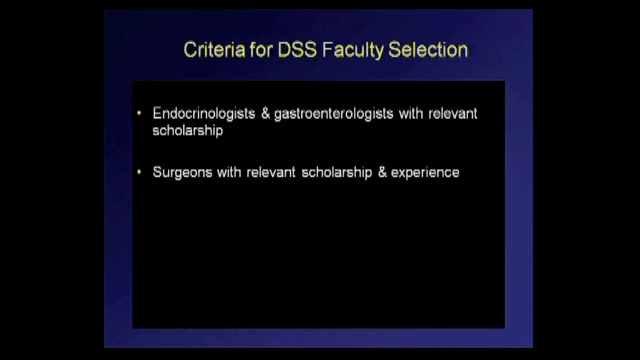 Criteria for DSS Faculty Selection
• Endocrinologists & gastroenterologists with relevant
scholarship
• Surgeons with relevant scholarship & experience